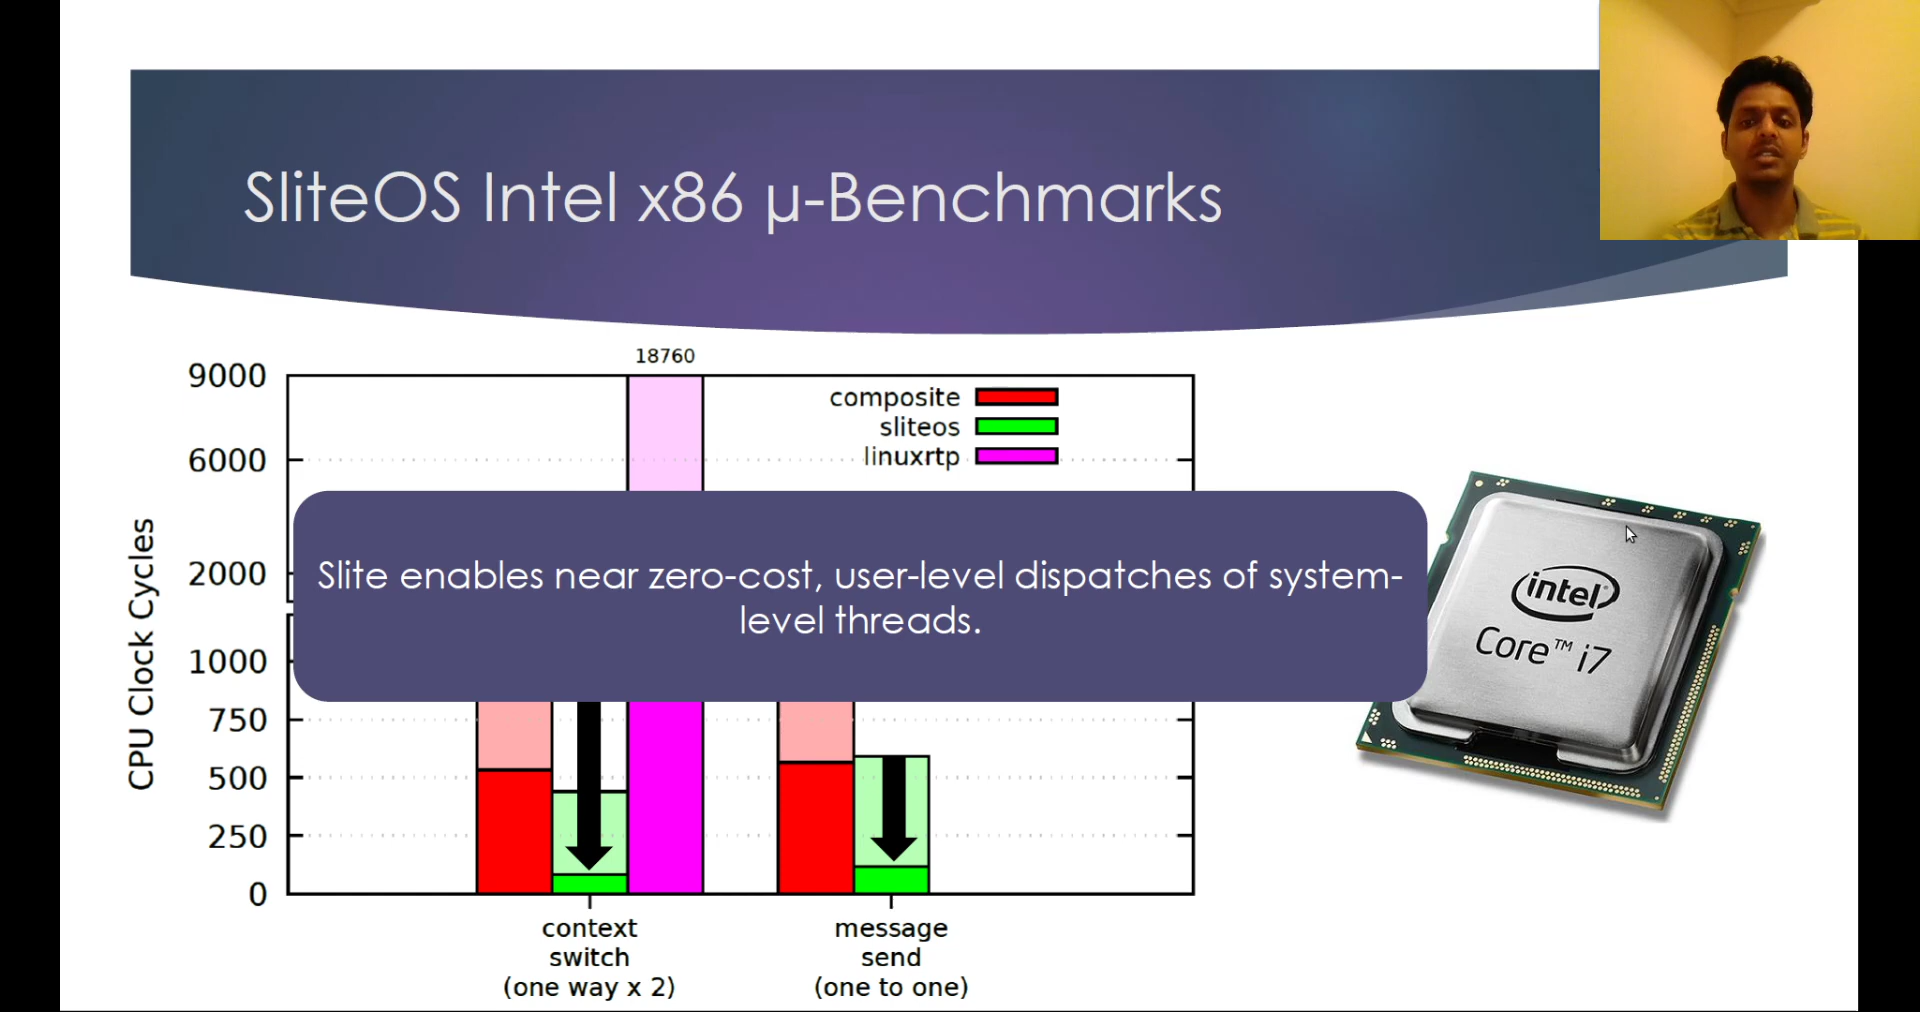 SliteOS Intel x86 µ-Benchmarks
18760
9000
6000
2000
1000
750
500
250
0
CPU Clock Cycles
composite
sliteos
linuxrtp
Slite enables near zero-cost, user-level dispatches of system-
level threads.
context
switch
(one way x 2)
message
send
(one to one)
intel
Core™ i7